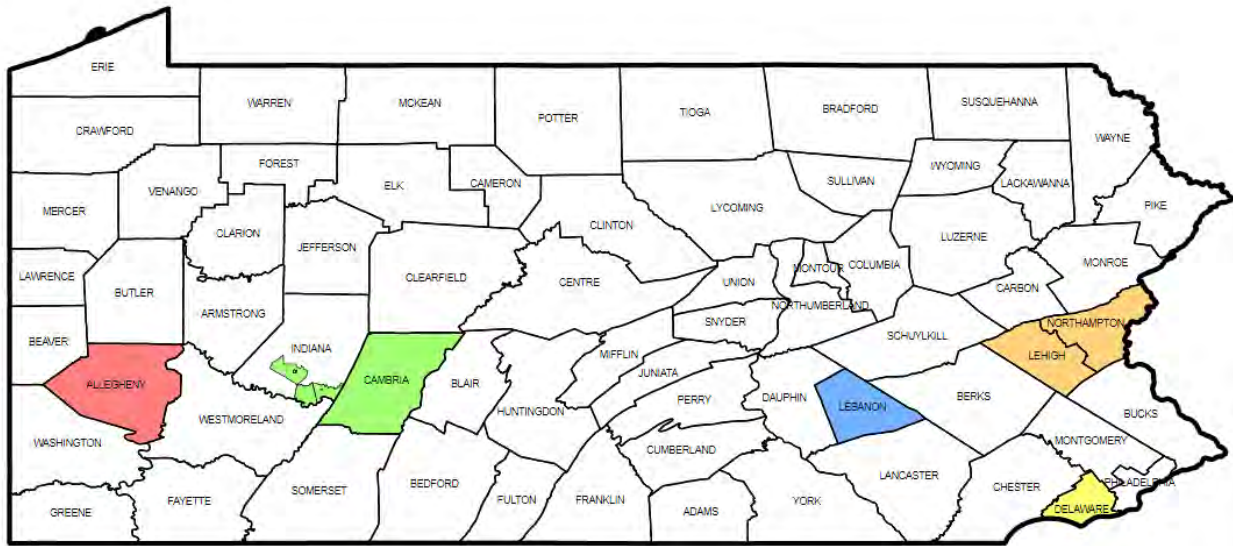 ERIE
WARREN
MCKEAN
POTTER
TIOGA
BRADFORD
SUSQUEHANNA
CRAWFORD
WAYNE
FOREST
WYOMING
VENANGO
ELK
CAMERON
SULLIVAN
LACKAWANNA
MERCER
LYCOMING
PIKE
CLARION
CLINTON
JEFFERSON
LUZERNE
LAWRENCE
CLEARFIELD
CENTRE
UNION
MONTOUR
COLUMBIA
MONROE
BUTLER
CARBON
ARMSTRONG
NORTHUMBERLAND
SNYDER
NORTHAMPTON
BEAVER
INDIANA
SCHUYLKILL
MIFFLIN
LEHIGH
ALLEGHENY
CAMBRIA
BLAIR
JUNIATA
PERRY
DAUPHIN
LEBANON
BERKS
HUNTINGDON
BUCKS
WESTMORELAND
WASHINGTON
CUMBERLAND
MONTGOMERY
LANCASTER
PHILADELPHIA
BEDFORD
CHESTER
SOMERSET
FAYETTE
FULTON
FRANKLIN
YORK
GREENE
ADAMS
DELAWARE